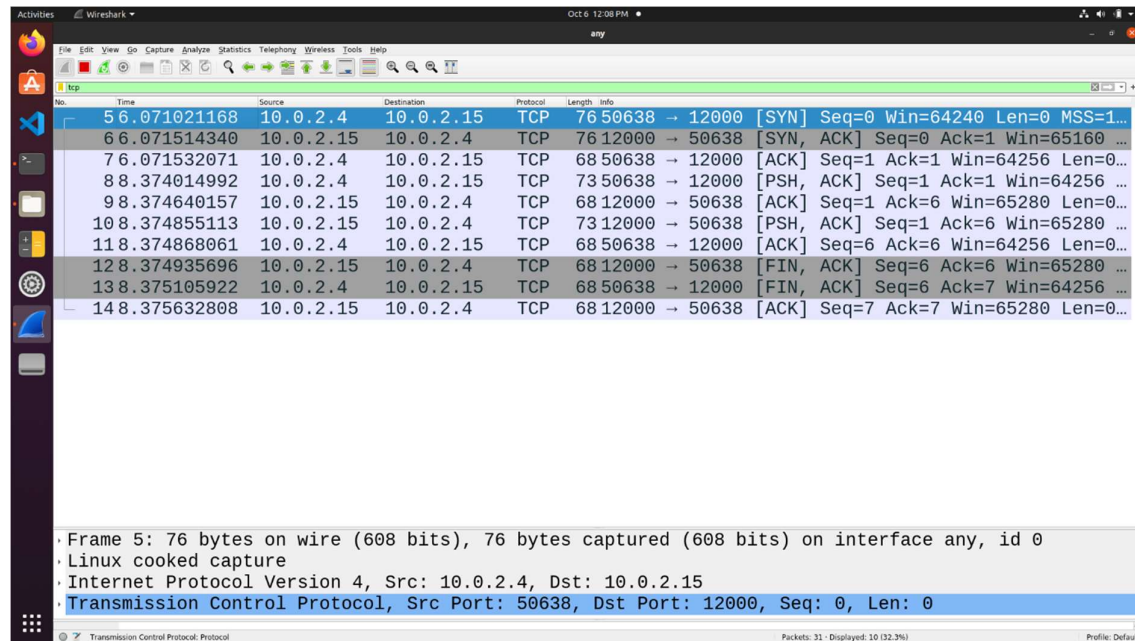 Activities Wireshark Oct 6 12:08 PM
any
File Edit View Go Capture Analyze Statistics Telephony Wireless Tools Help
tcp
No. Time Source Destination Protocol Length Info
5 6.071021168 10.0.2.4 10.0.2.15 TCP 76 50638 → 12000 [SYN] Seq=0 Win=64240 Len=0 MSS=1…
6 6.071514340 10.0.2.15 10.0.2.4 TCP 76 12000 → 50638 [SYN, ACK] Seq=0 Ack=1 Win=65160 …
7 6.071532071 10.0.2.4 10.0.2.15 TCP 68 50638 → 12000 [ACK] Seq=1 Ack=1 Win=64256 Len=0…
8 8.374014992 10.0.2.4 10.0.2.15 TCP 73 50638 → 12000 [PSH, ACK] Seq=1 Ack=1 Win=64256 …
9 8.374640157 10.0.2.15 10.0.2.4 TCP 68 12000 → 50638 [ACK] Seq=1 Ack=6 Win=65280 Len=0…
10 8.374855113 10.0.2.15 10.0.2.4 TCP 73 12000 → 50638 [PSH, ACK] Seq=1 Ack=6 Win=65280 …
11 8.374868061 10.0.2.4 10.0.2.15 TCP 68 50638 → 12000 [ACK] Seq=6 Ack=6 Win=64256 Len=0…
12 8.374935696 10.0.2.15 10.0.2.4 TCP 68 12000 → 50638 [FIN, ACK] Seq=6 Ack=6 Win=65280 …
13 8.375105922 10.0.2.4 10.0.2.15 TCP 68 50638 → 12000 [FIN, ACK] Seq=6 Ack=7 Win=64256 …
14 8.375632808 10.0.2.15 10.0.2.4 TCP 68 12000 → 50638 [ACK] Seq=7 Ack=7 Win=65280 Len=0…
Frame 5: 76 bytes on wire (608 bits), 76 bytes captured (608 bits) on interface any, id 0
Linux cooked capture
Internet Protocol Version 4, Src: 10.0.2.4, Dst: 10.0.2.15
Transmission Control Protocol, Src Port: 50638, Dst Port: 12000, Seq: 0, Len: 0
Transmission Control Protocol: Protocol Packets: 31 · Displayed: 10 (32.3%) Profile: Defau